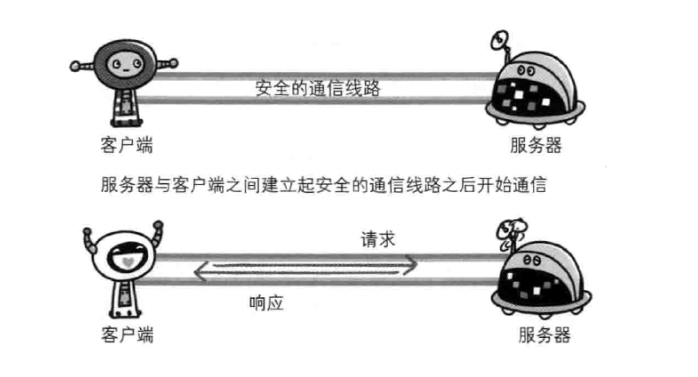 安全的通信线路
客户端
服务器
服务器与客户端之间建立起安全的通信线路之后开始通信
请求
响应
客户端
服务器